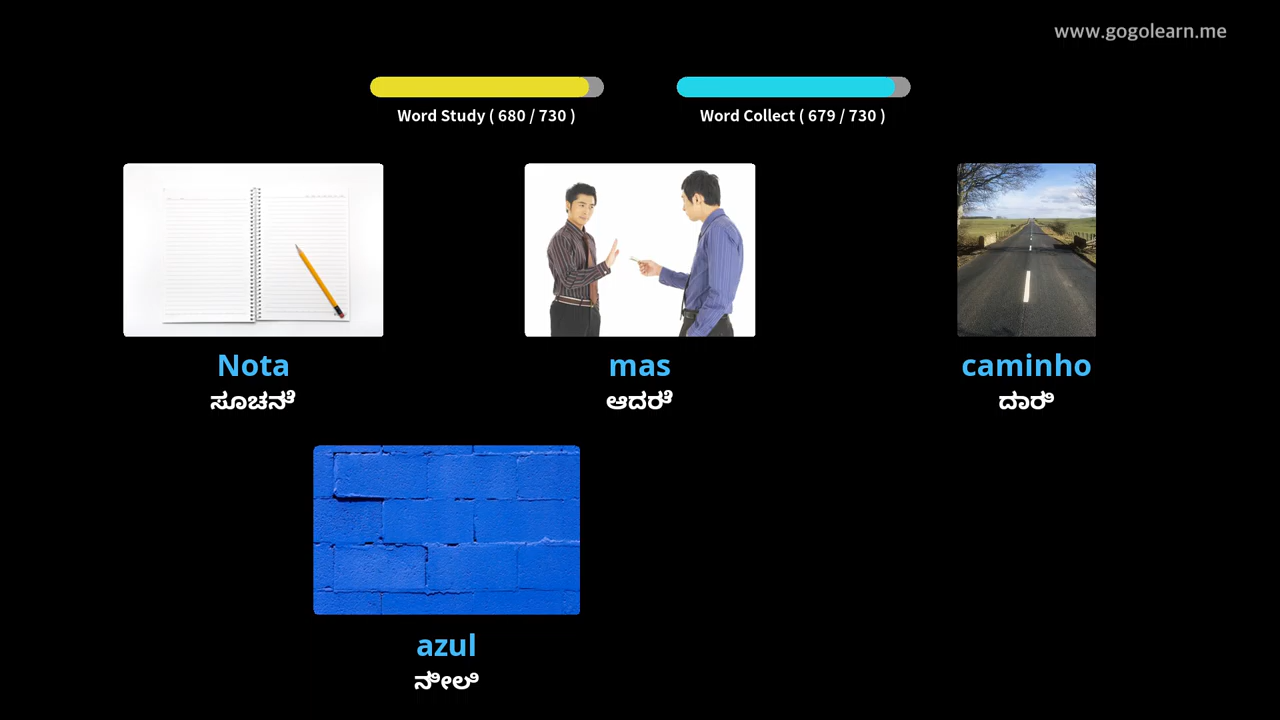 www.gogolearn.me
Word Study ( 680 / 730 )
Word Collect ( 679 / 730 )
Nota
ಸೂಚನೆ
mas
ಆದರೆ
caminho
ದಾರಿ
azul
ನೀಲಿ